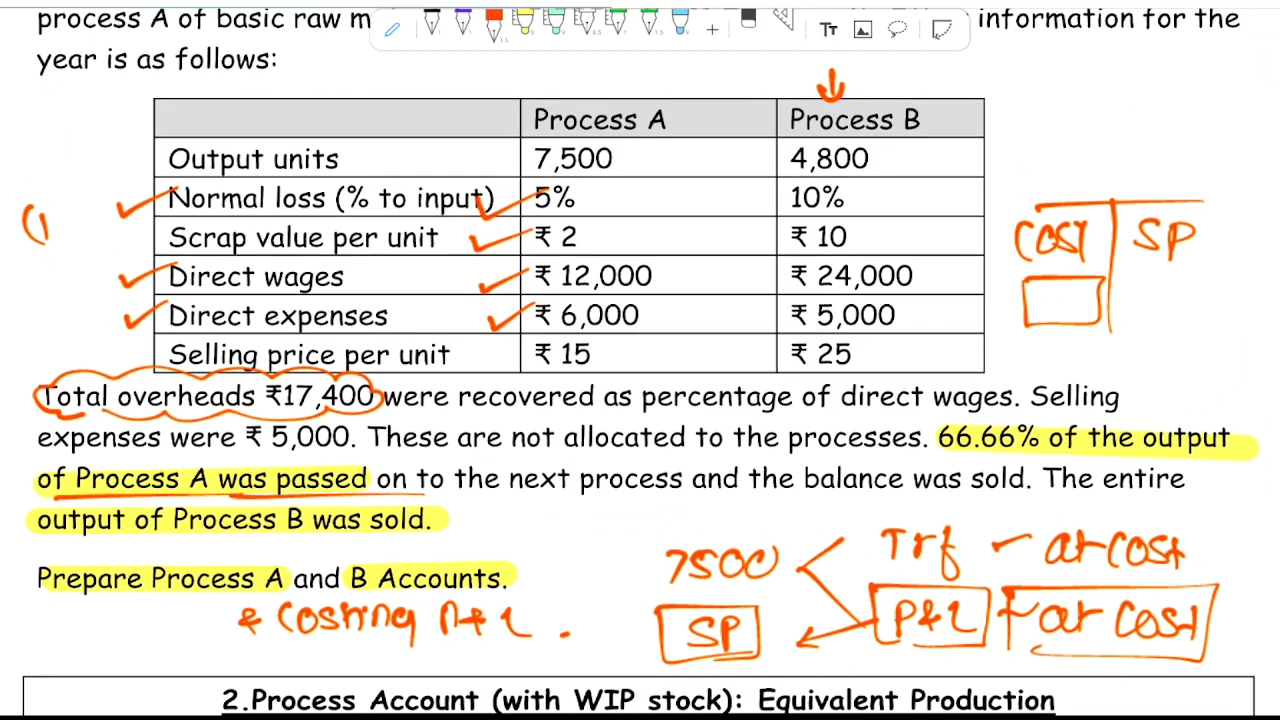 process A of basic raw m information for the
year is as follows:
Process A Process B
Output units 7,500 4,800
Normal loss (% to input) 5% 10%
Scrap value per unit ₹ 2 ₹ 10
Direct wages ₹ 12,000 ₹ 24,000
Direct expenses ₹ 6,000 ₹ 5,000
Selling price per unit ₹ 15 ₹ 25
Cost SP
Total overheads ₹17,400 were recovered as percentage of direct wages. Selling
expenses were ₹ 5,000. These are not allocated to the processes. 66.66% of the output
of Process A was passed on to the next process and the balance was sold. The entire
output of Process B was sold.
7500 Trf - at cost
Prepare Process A and B Accounts.
& Costing P&L . SP P&L at cost
2.Process Account (with WIP stock): Equivalent Production